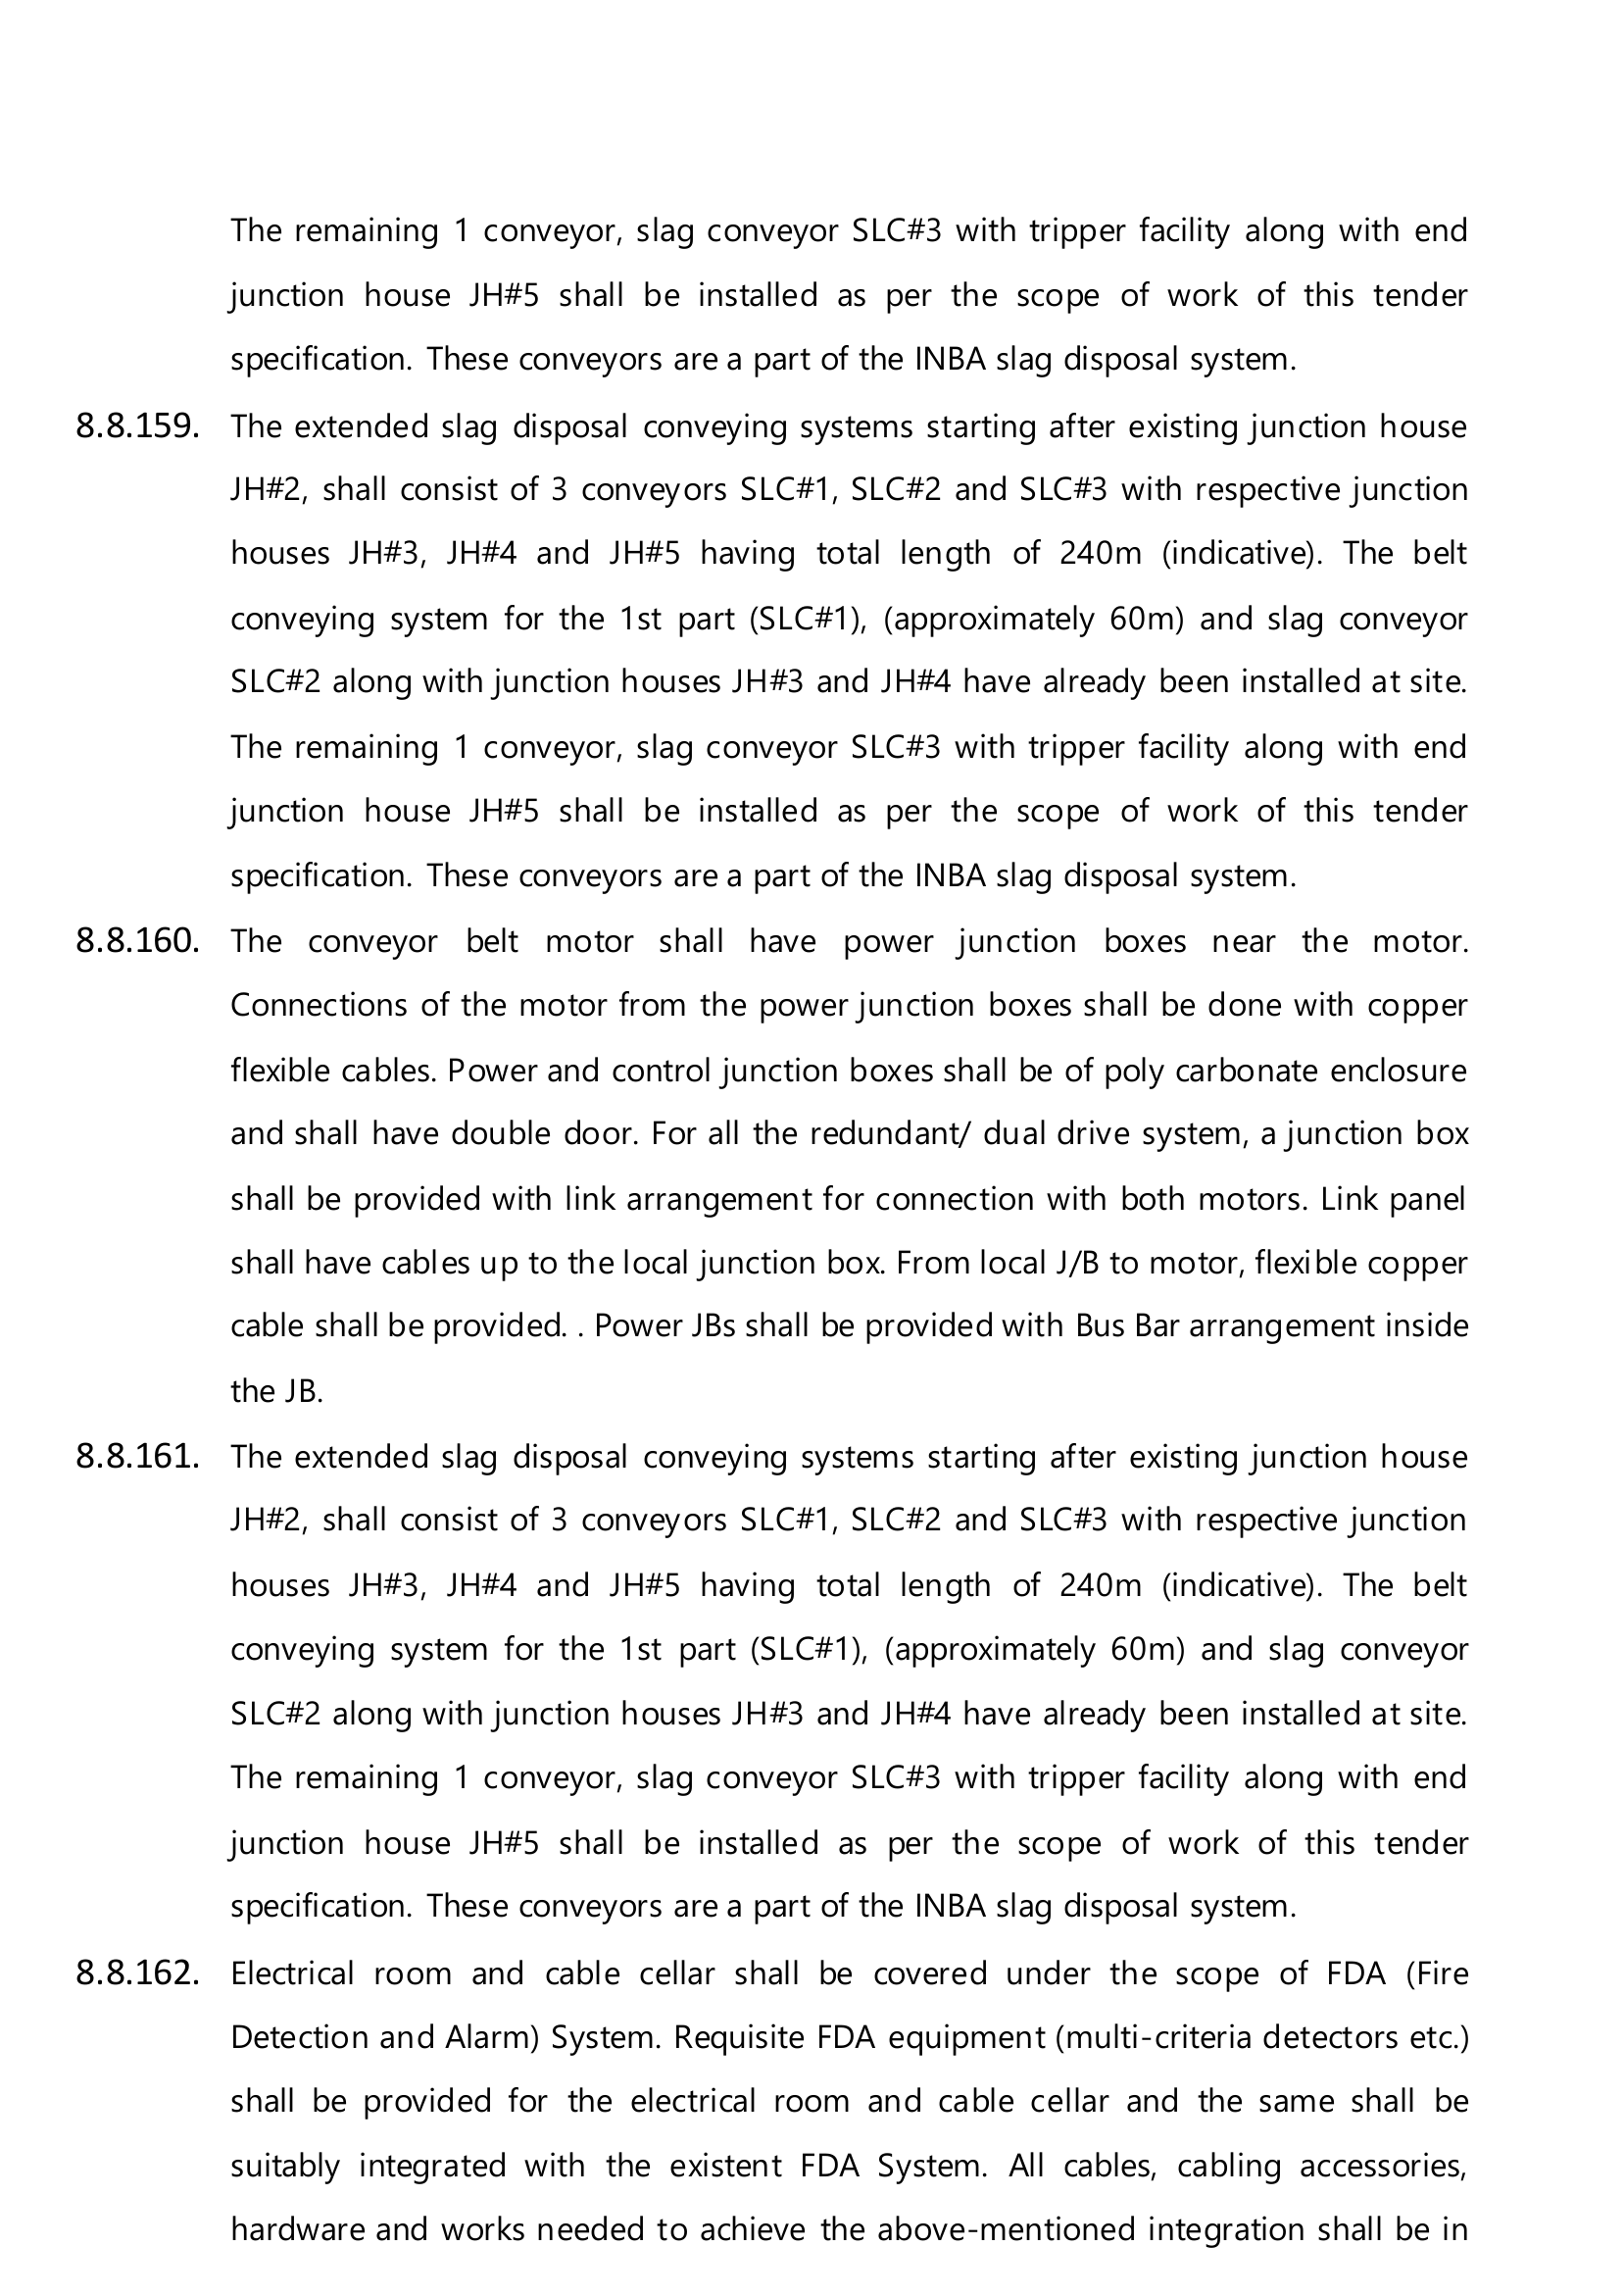 The remaining 1 conveyor, slag conveyor SLC#3 with tripper facility along with end
junction house JH#5 shall be installed as per the scope of work of this tender
specification. These conveyors are a part of the INBA slag disposal system.
8.8.159. The extended slag disposal conveying systems starting after existing junction house
JH#2, shall consist of 3 conveyors SLC#1, SLC#2 and SLC#3 with respective junction
houses JH#3, JH#4 and JH#5 having total length of 240m (indicative). The belt
conveying system for the 1st part (SLC#1), (approximately 60m) and slag conveyor
SLC#2 along with junction houses JH#3 and JH#4 have already been installed at site.
The remaining 1 conveyor, slag conveyor SLC#3 with tripper facility along with end
junction house JH#5 shall be installed as per the scope of work of this tender
specification. These conveyors are a part of the INBA slag disposal system.
8.8.160. The conveyor belt motor shall have power junction boxes near the motor.
Connections of the motor from the power junction boxes shall be done with copper
flexible cables. Power and control junction boxes shall be of poly carbonate enclosure
and shall have double door. For all the redundant/ dual drive system, a junction box
shall be provided with link arrangement for connection with both motors. Link panel
shall have cables up to the local junction box. From local J/B to motor, flexible copper
cable shall be provided. . Power JBs shall be provided with Bus Bar arrangement inside
the JB.
8.8.161. The extended slag disposal conveying systems starting after existing junction house
JH#2, shall consist of 3 conveyors SLC#1, SLC#2 and SLC#3 with respective junction
houses JH#3, JH#4 and JH#5 having total length of 240m (indicative). The belt
conveying system for the 1st part (SLC#1), (approximately 60m) and slag conveyor
SLC#2 along with junction houses JH#3 and JH#4 have already been installed at site.
The remaining 1 conveyor, slag conveyor SLC#3 with tripper facility along with end
junction house JH#5 shall be installed as per the scope of work of this tender
specification. These conveyors are a part of the INBA slag disposal system.
8.8.162. Electrical room and cable cellar shall be covered under the scope of FDA (Fire
Detection and Alarm) System. Requisite FDA equipment (multi-criteria detectors etc.)
shall be provided for the electrical room and cable cellar and the same shall be
suitably integrated with the existent FDA System. All cables, cabling accessories,
hardware and works needed to achieve the above-mentioned integration shall be in